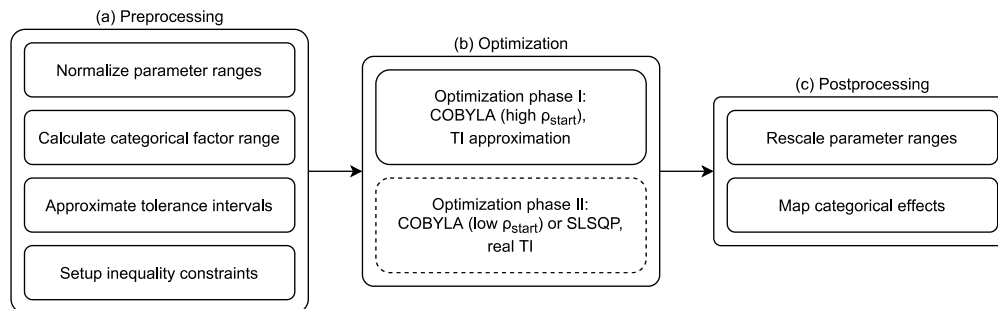 (a) Preprocessing
Normalize parameter ranges
Calculate categorical factor range
Approximate tolerance intervals
Setup inequality constraints
(b) Optimization
Optimization phase I:
COBYLA (high ρstart),
TI approximation
Optimization phase II:
COBYLA (low ρstart) or SLSQP,
real TI
(c) Postprocessing
Rescale parameter ranges
Map categorical effects